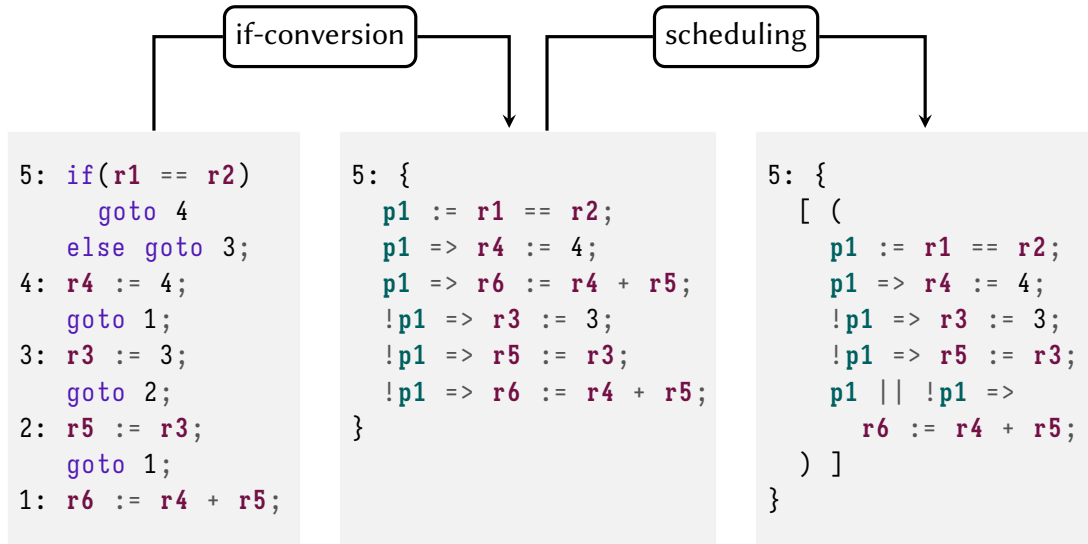 if-conversion
scheduling
5: if(r1 == r2)
goto 4
else goto 3;
4: r4 := 4;
goto 1;
3: r3 := 3;
goto 2;
2: r5 := r3;
goto 1;
1: r6 := r4 + r5;
5: {
p1 := r1 == r2;
p1 => r4 := 4;
p1 => r6 := r4 + r5;
!p1 => r3 := 3;
!p1 => r5 := r3;
!p1 => r6 := r4 + r5;
}
5: {
[ (
p1 := r1 == r2;
p1 => r4 := 4;
!p1 => r3 := 3;
!p1 => r5 := r3;
p1 || !p1 =>
r6 := r4 + r5;
) ]
}